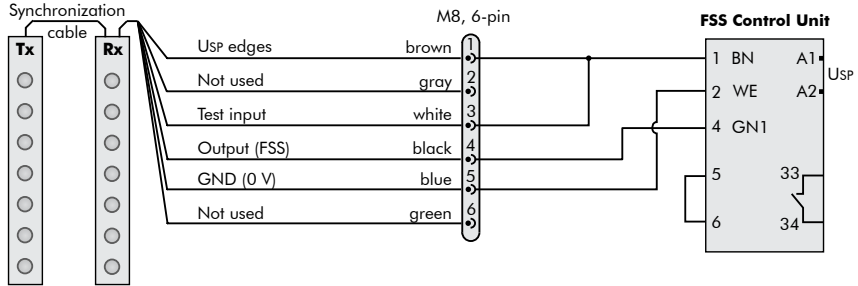 Synchronization
cable
M8, 6-pin
FSS Control Unit
Tx
Rx
Usp edges
brown
1
Not used
gray
2
Test input
white
3
Output (FSS)
black
4
GND (0 V)
blue
5
Not used
green
6
1 BN
A1
Usp
2 WE
A2
4 GN1
5
33
6
34